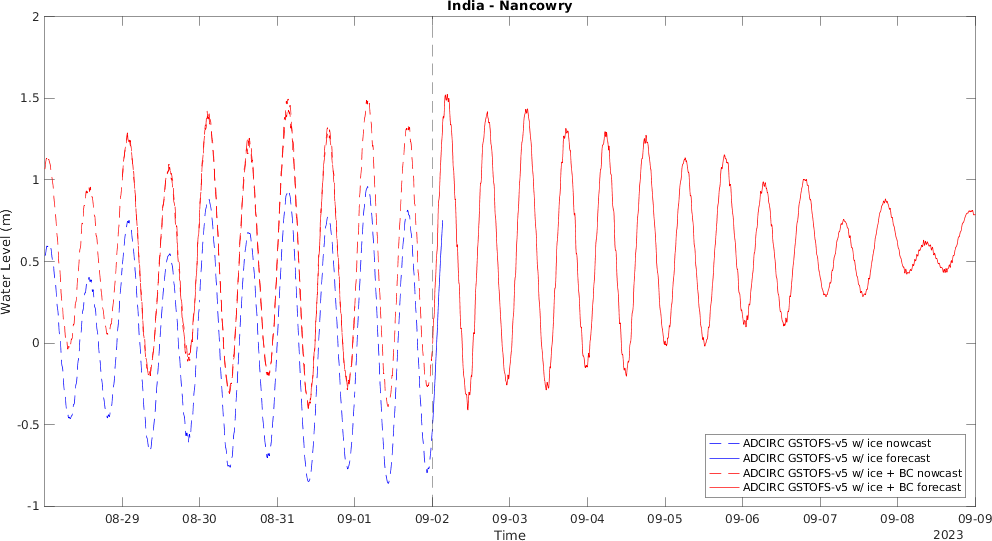 India - Nancowry
2
1.5
1
0.5
0
-0.5
-1
Water Level (m)
08-29 08-30 08-31 09-01 09-02 09-03 09-04 09-05 09-06 09-07 09-08 09-09
Time
2023
ADCIRC GSTOFS-v5 w/ ice nowcast
ADCIRC GSTOFS-v5 w/ ice forecast
ADCIRC GSTOFS-v5 w/ ice + BC nowcast
ADCIRC GSTOFS-v5 w/ ice + BC forecast